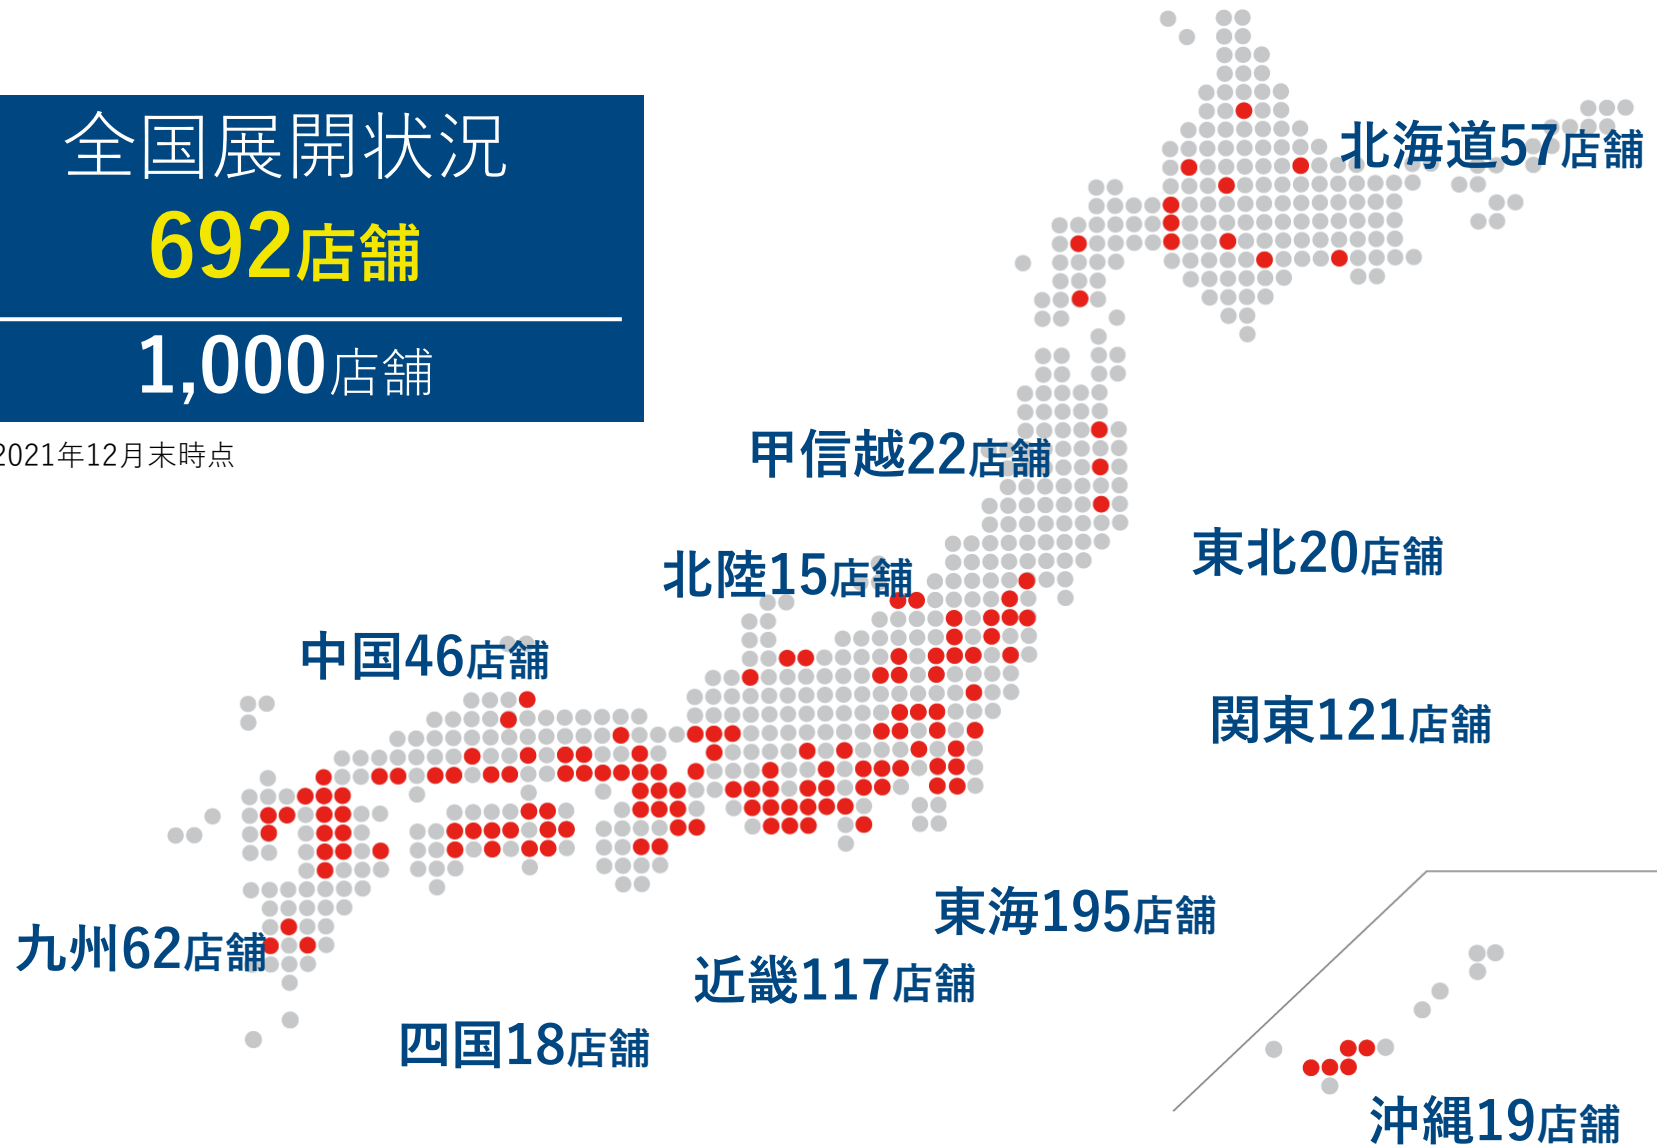 全国展開状況
692店舗
1,000店舗
2021年12月末時点
北海道57店舗
甲信越22店舗
東北20店舗
北陸15店舗
中国46店舗
関東121店舗
東海195店舗
九州62店舗
近畿117店舗
四国18店舗
沖縄19店舗